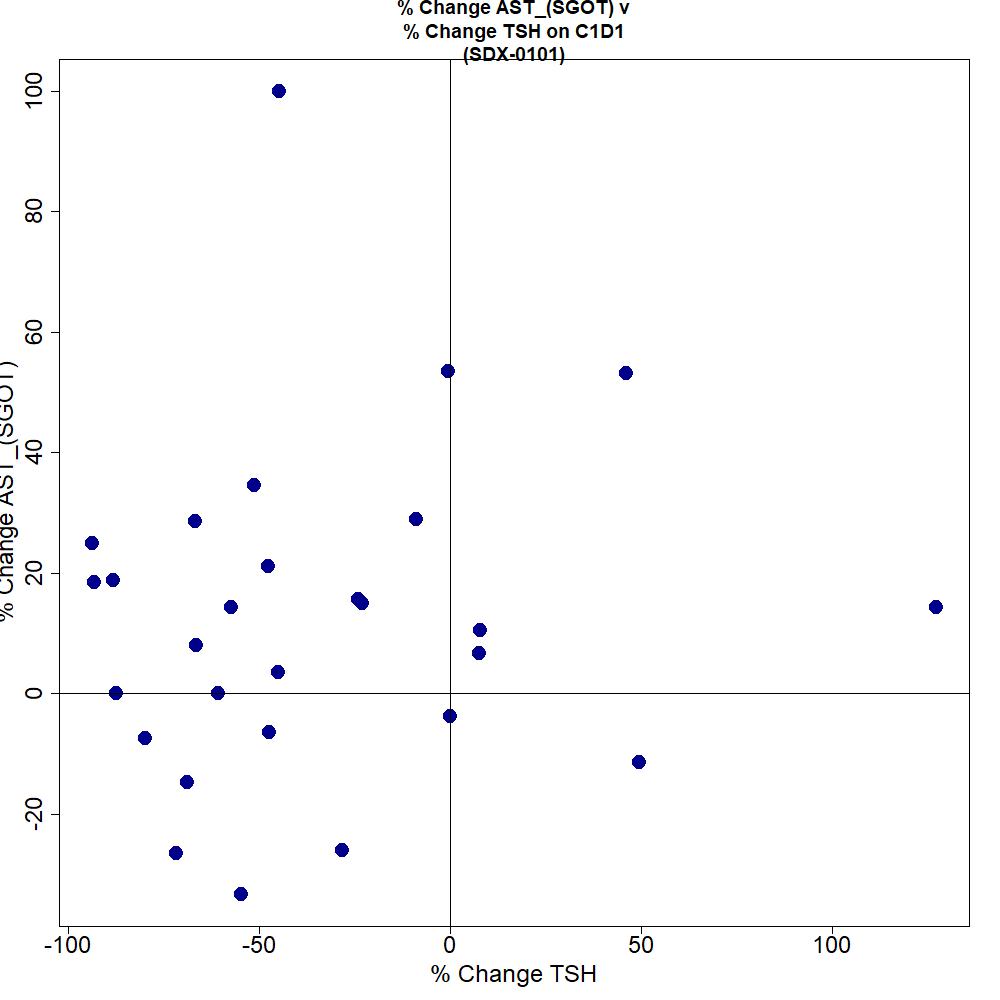 % Change AST_(SGOT) v
% Change TSH on C1D1
(SDX-0101)
100
80
60
40
20
0
-20
% Change AST_(SGOT)
-100
-50
0
50
100
% Change TSH